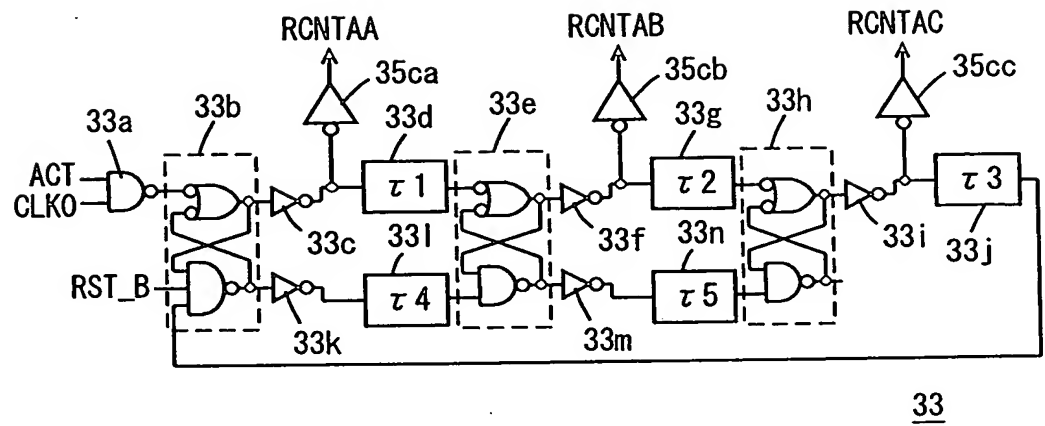 RCNTAA RCNTAB RCNTAC
35ca 35cb 35cc
33a 33b 33d 33e 33g 33h
ACT
CLK0
τ1 τ2 τ3
33c 33l 33f 33n 33i 33j
RST_B
τ4 τ5
33k 33m
33